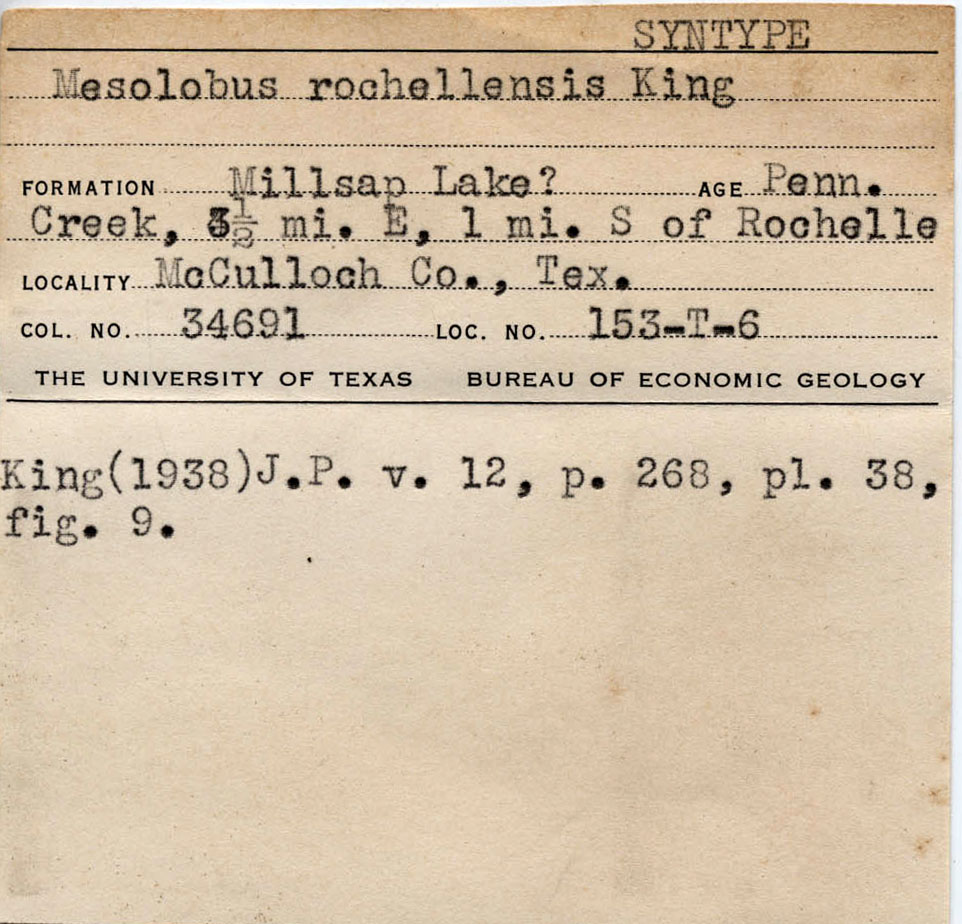 SYNTYPE
Mesolobus rochellensis King
FORMATION Millsap Lake? AGE Penn.
Creek, 3½ mi. E, 1 mi. S of Rochelle
LOCALITY McCulloch Co., Tex.
COL. NO. 34691 LOC. NO. 153-T-6
THE UNIVERSITY OF TEXAS BUREAU OF ECONOMIC GEOLOGY
King(1938)J.P. v. 12, p. 268, pl. 38,
fig. 9.